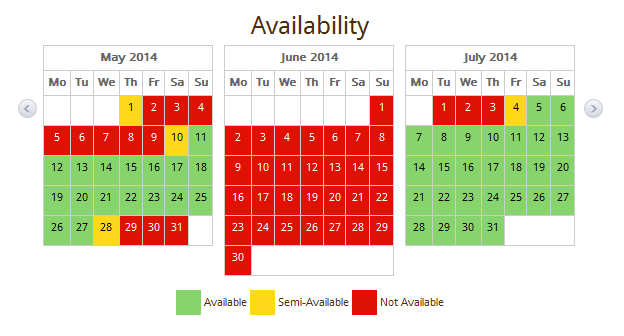 Availability
May 2014 June 2014 July 2014
Mo Tu We Th Fr Sa Su Mo Tu We Th Fr Sa Su Mo Tu We Th Fr Sa Su
1 2 3 4 1 1 2 3 4 5 6
5 6 7 8 9 10 11 2 3 4 5 6 7 8 7 8 9 10 11 12 13
12 13 14 15 16 17 18 9 10 11 12 13 14 15 14 15 16 17 18 19 20
19 20 21 22 23 24 25 16 17 18 19 20 21 22 21 22 23 24 25 26 27
26 27 28 29 30 31 23 24 25 26 27 28 29 28 29 30 31
30
Available Semi-Available Not Available